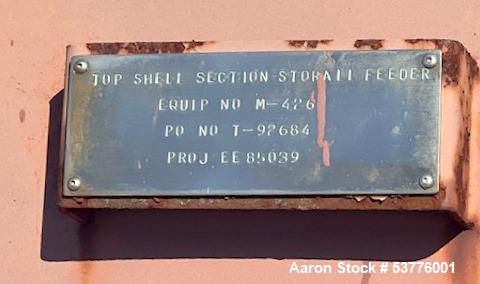 TOP SHELL SECTION-STORALL FEEDER
EQUIP NO M-426
PO NO T-92684
PROJ EE 85039
Aaron Stock # 53776001